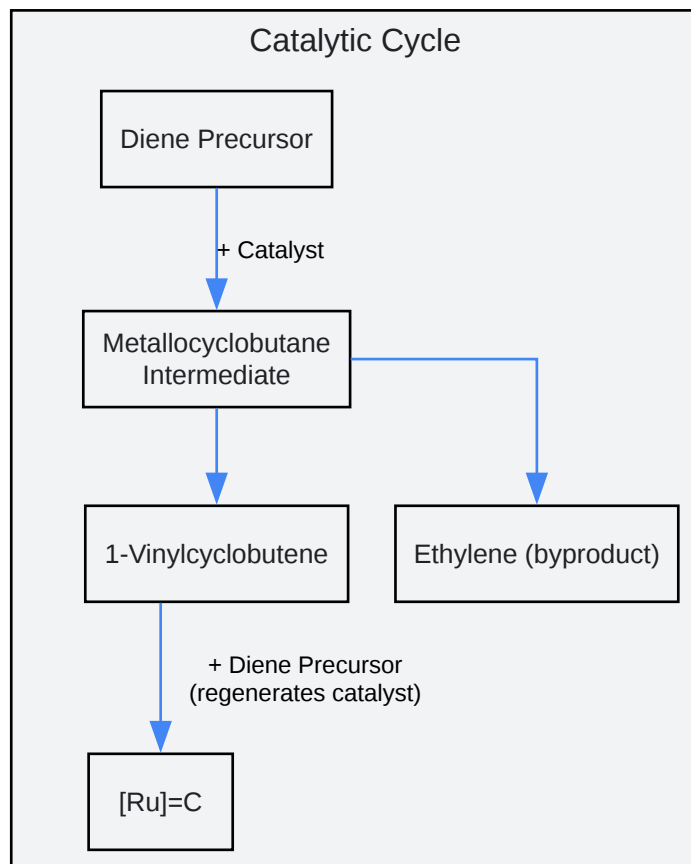 Catalytic Cycle
Diene Precursor
+ Catalyst
Metallocyclobutane
Intermediate
1-Vinylcyclobutene
Ethylene (byproduct)
+ Diene Precursor
(regenerates catalyst)
[Ru]=C